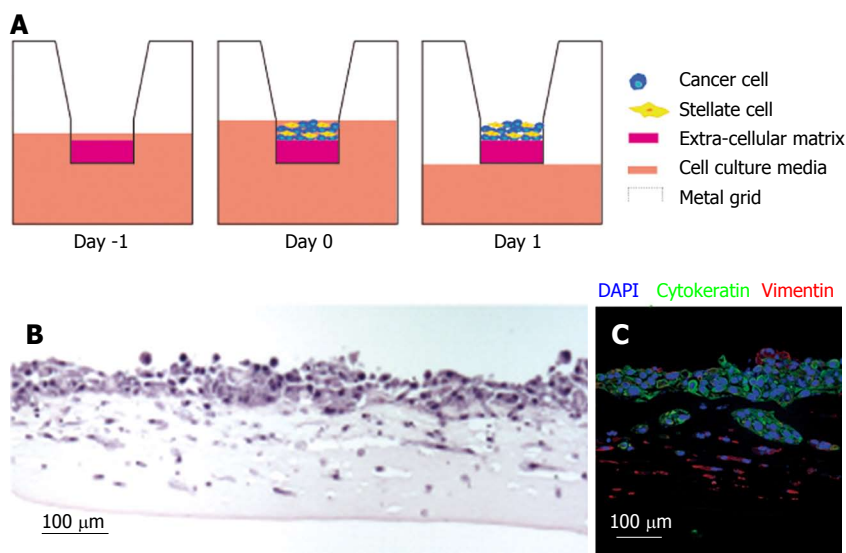 A
Day -1
Day 0
Day 1
Cancer cell
Stellate cell
Extra-cellular matrix
Cell culture media
Metal grid
B
100 μm
DAPI Cytokeratin Vimentin
C
100 μm